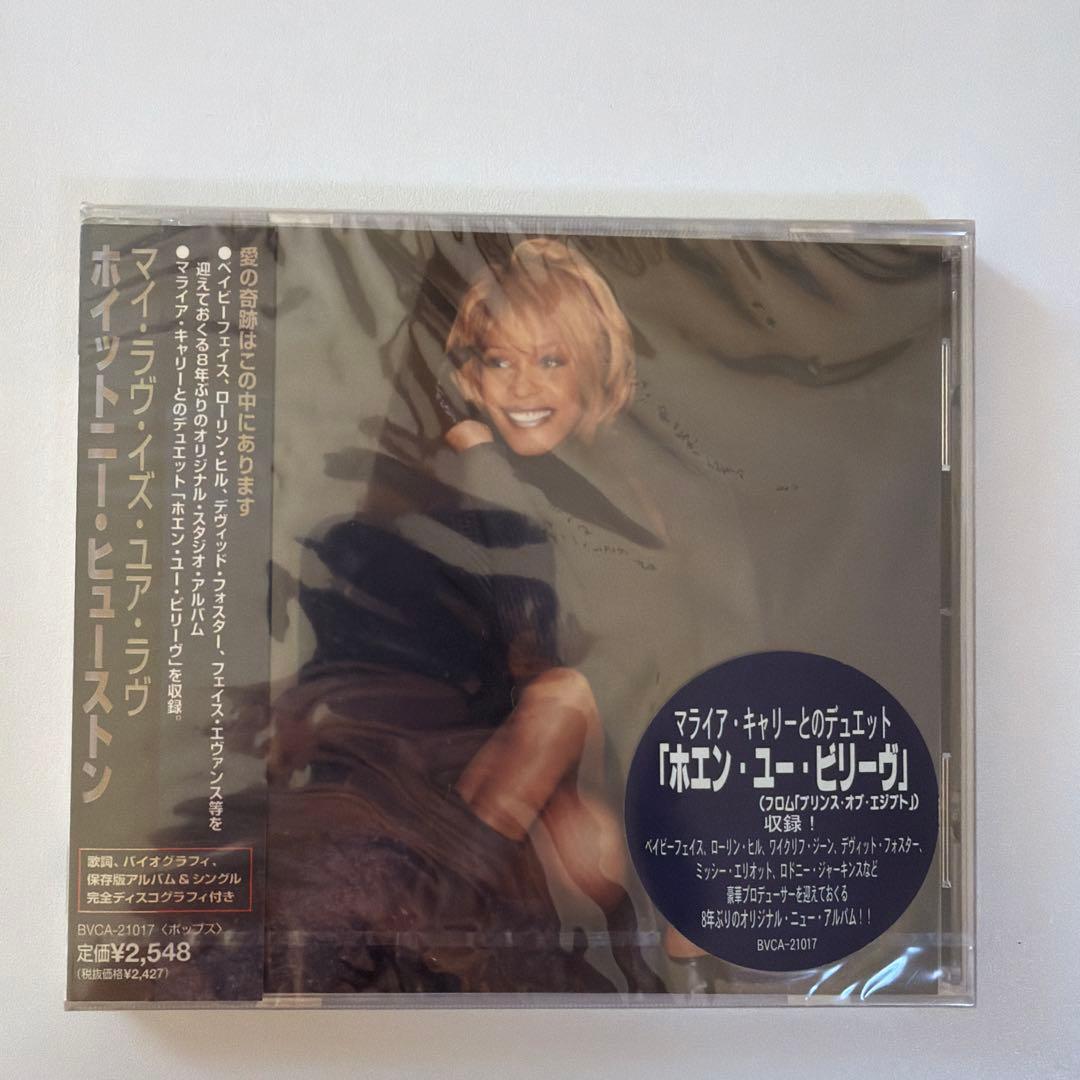 ホイットニー・ヒューストン
マイ・ラヴ・イズ・ユア・ラヴ
愛の奇跡はこの中にあります
●ベイビーフェイス、ローリン・ヒル、デヴィッド・フォスター、フェイス・エヴァンス等を
迎えておくる8年ぶりのオリジナル・スタジオ・アルバム
●マライア・キャリーとのデュエット「ホエン・ユー・ビリーヴ」を収録。
歌詞、バイオグラフィ、
保存版アルバム&シングル
完全ディスコグラフィ付き
BVCA-21017〈ポップス〉
定価¥2,548
(税抜価格¥2,427)
マライア・キャリーとのデュエット
「ホエン・ユー・ビリーヴ」
(フロム「プリンス・オブ・エジプト」)
収録!
ベイビーフェイス、ローリン・ヒル、ワイクリフ・ジーン、デヴィット・フォスター、
ミッシー・エリオット、ロドニー・ジャーキンスなど
豪華プロデューサーを迎えておくる
8年ぶりのオリジナル・ニュー・アルバム!!
BVCA-21017